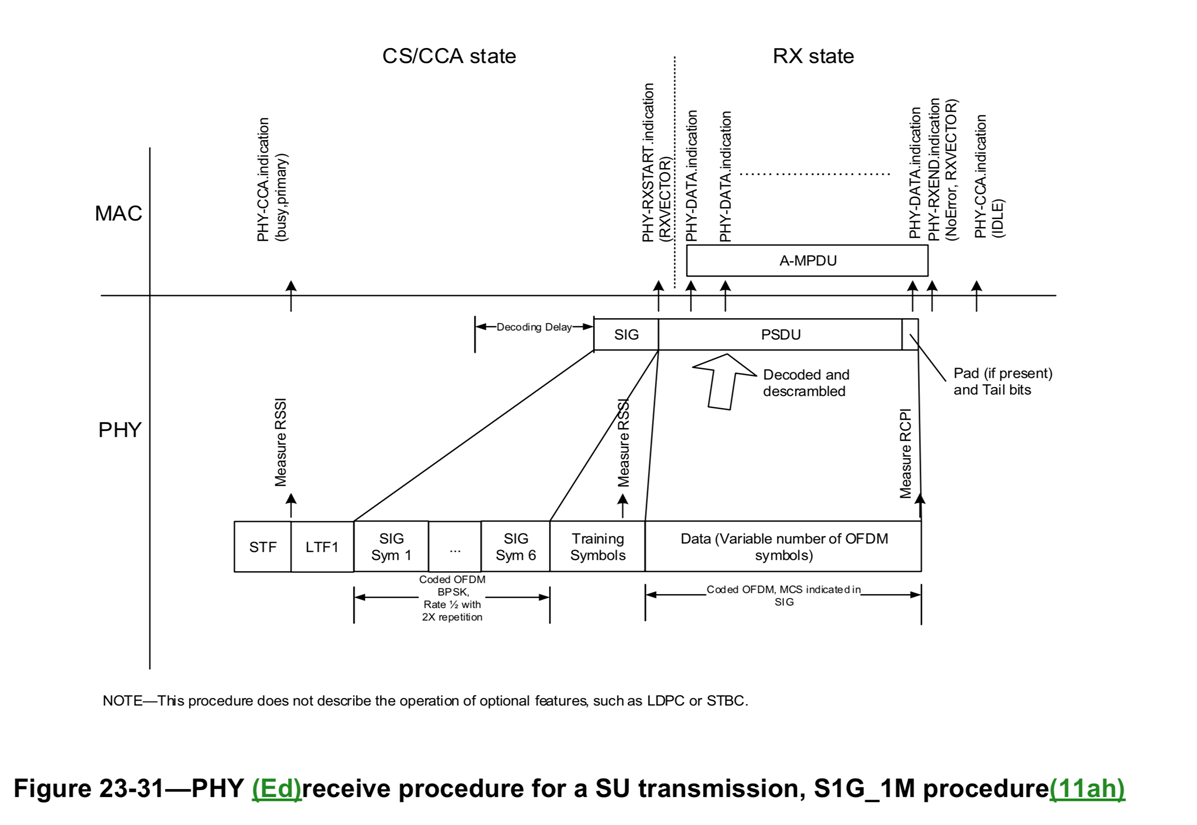 CS/CCA state
RX state
PHY-CCA.indication
(busy,primary)
PHY-RXSTART.indication
(RXVECTOR)
PHY-DATA.indication
PHY-DATA.indication
PHY-DATA.indication
PHY-RXEND.indication
(NoError, RXVECTOR)
PHY-CCA.indication
(IDLE)
MAC
A-MPDU
Decoding Delay
SIG
PSDU
Decoded and
descrambled
Pad (if present)
and Tail bits
PHY
Measure RSSI
Measure RSSI
Measure RCPI
STF
LTF1
SIG
Sym 1
...
SIG
Sym 6
Training
Symbols
Data (Variable number of OFDM
symbols)
Coded OFDM
BPSK,
Rate ½ with
2X repetition
Coded OFDM, MCS indicated in
SIG
NOTE—This procedure does not describe the operation of optional features, such as LDPC or STBC.
Figure 23-31—PHY (Ed)receive procedure for a SU transmission, S1G_1M procedure(11ah)